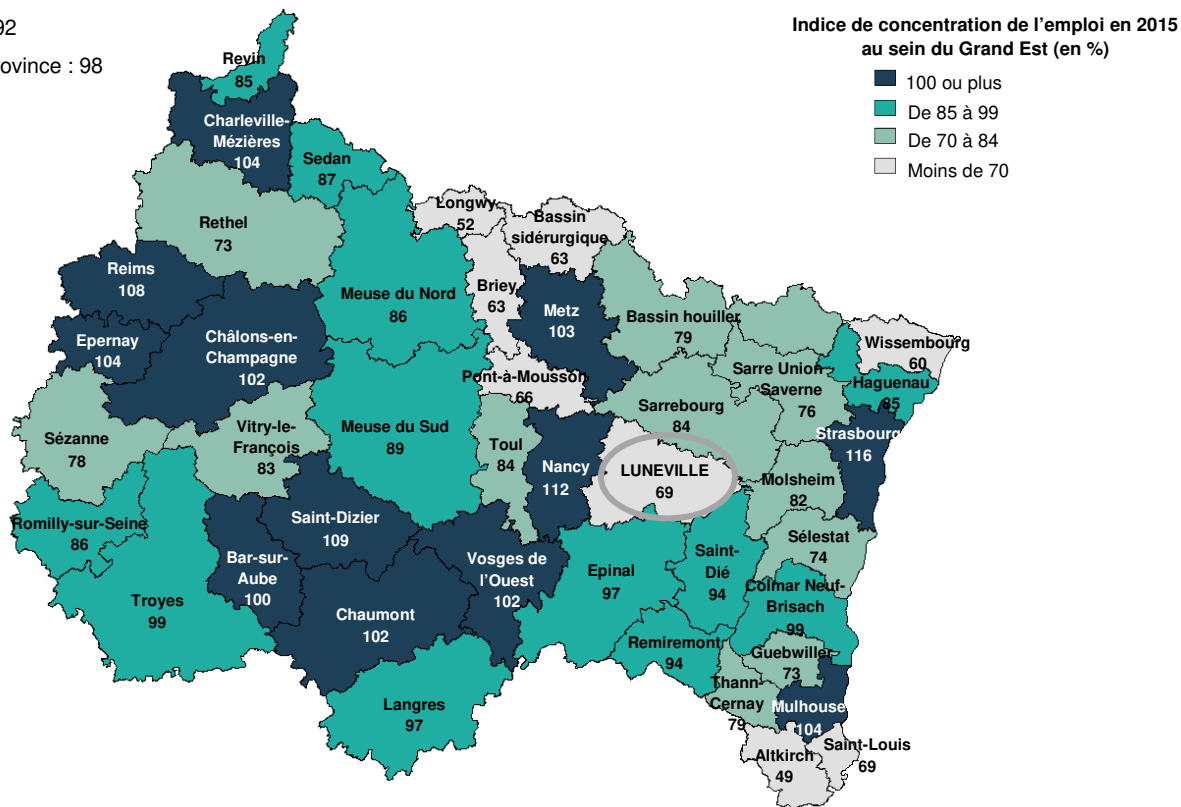 92
ovince : 98
Indice de concentration de l'emploi en 2015
au sein du Grand Est (en %)
100 ou plus
De 85 à 99
De 70 à 84
Moins de 70
Revin
85
Charleville-
Mézières
104
Sedan
87
Rethel
73
Longwy
52
Bassin
sidérurgique
63
Reims
108
Meuse du Nord
86
Briey
63
Metz
103
Bassin houiller
79
Epernay
104
Châlons-en-
Champagne
102
Wissembourg
60
Pont-à-Mousson
66
Sarre Union
Saverne
76
Haguenau
85
Sézanne
78
Vitry-le-
François
83
Meuse du Sud
89
Toul
84
Sarrebourg
84
Strasbourg
116
Nancy
112
LUNEVILLE
69
Molsheim
82
Romilly-sur-Seine
86
Saint-Dizier
109
Sélestat
74
Bar-sur-
Aube
100
Vosges de
l'Ouest
102
Epinal
97
Saint-
Dié
94
Colmar Neuf-
Brisach
99
Troyes
99
Chaumont
102
Remiremont
94
Guebwiller
73
Thann-
Cernay
79
Langres
97
Mulhouse
104
Altkirch
49
Saint-Louis
69